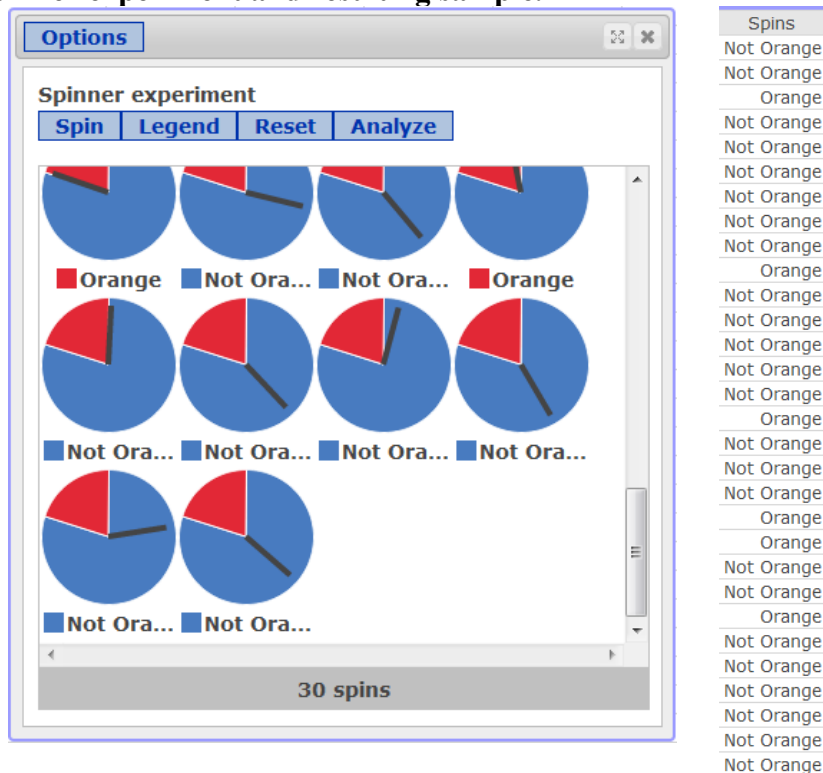 Options
Spinner experiment
Spin Legend Reset Analyze
Orange Not Ora... Not Ora... Orange
Not Ora... Not Ora... Not Ora... Not Ora...
Not Ora... Not Ora...
30 spins
Spins
Not Orange
Not Orange
Orange
Not Orange
Not Orange
Not Orange
Not Orange
Not Orange
Not Orange
Orange
Not Orange
Not Orange
Not Orange
Not Orange
Not Orange
Orange
Not Orange
Not Orange
Not Orange
Orange
Orange
Not Orange
Not Orange
Orange
Not Orange
Not Orange
Not Orange
Not Orange
Not Orange
Not Orange